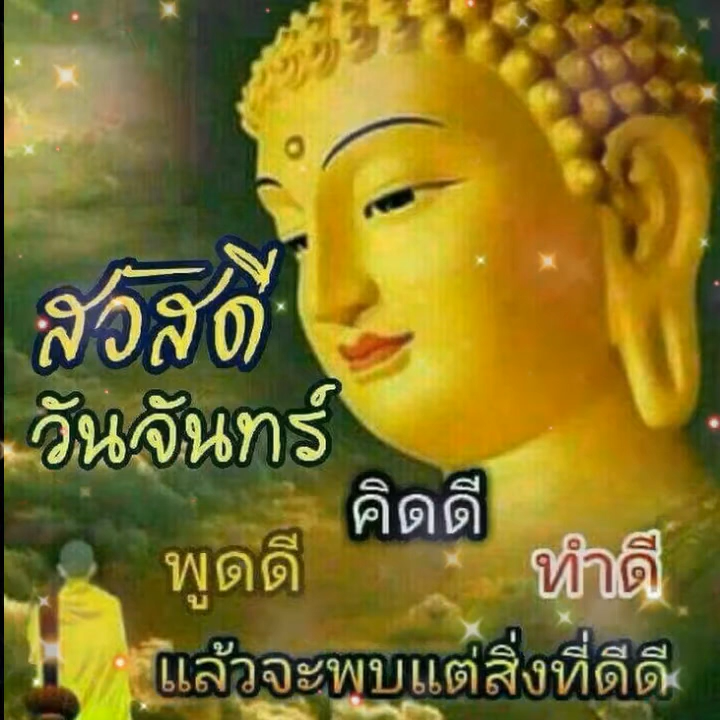 สวัสดี
วันจันทร์
คิดดี
พูดดี
ทำดี
แล้วจะพบแต่สิ่งที่ดีดี